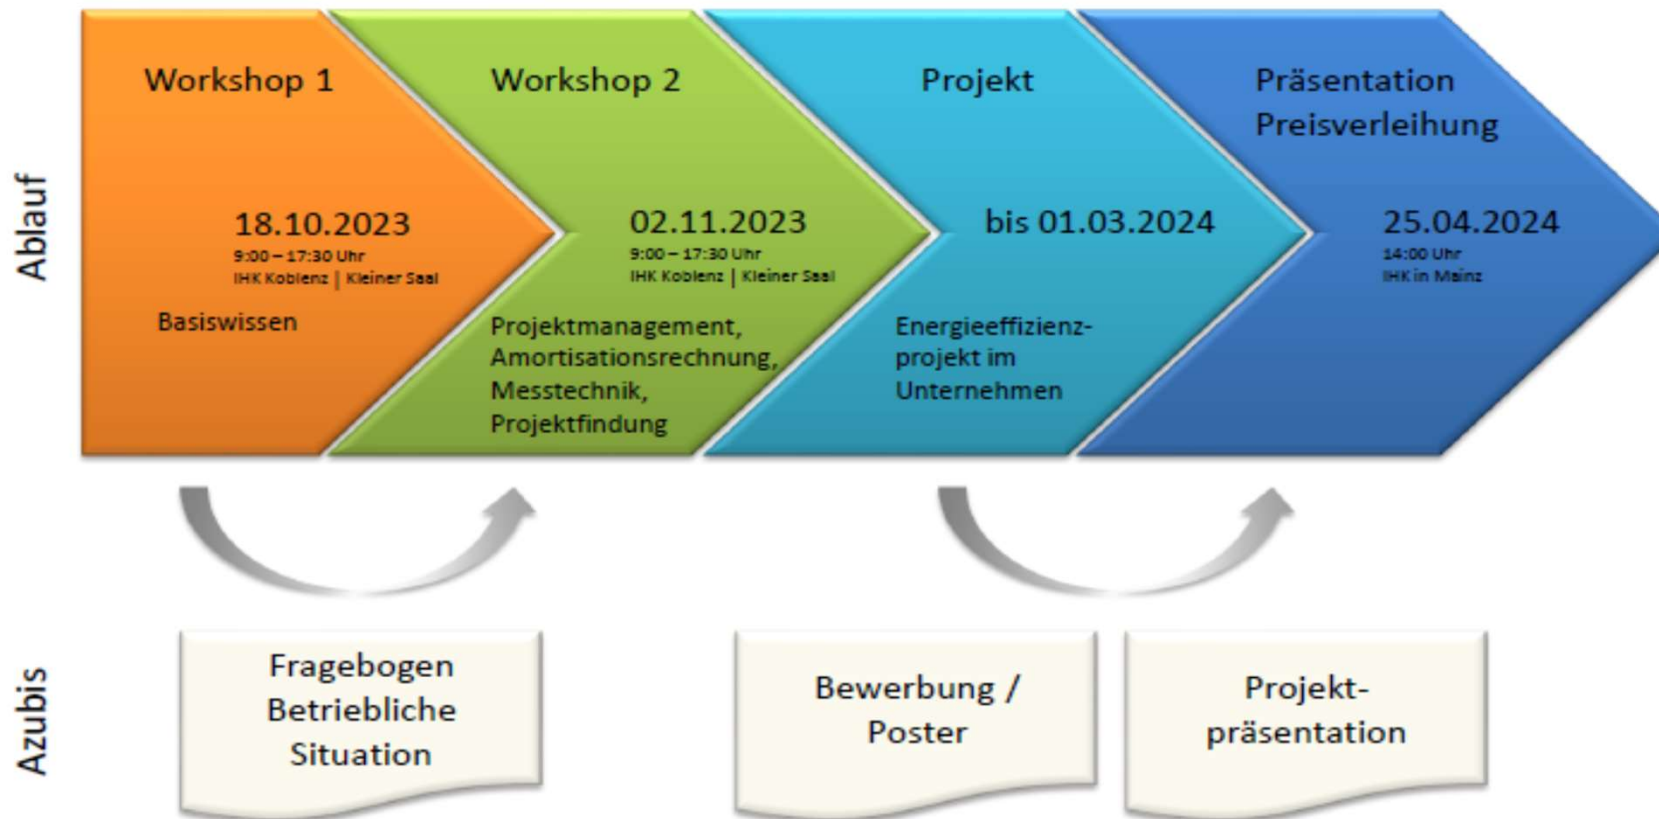 Ablauf
Workshop 1
18.10.2023
9:00 – 17:30 Uhr
IHK Koblenz | Kleiner Saal
Basiswissen
Workshop 2
02.11.2023
9:00 – 17:30 Uhr
IHK Koblenz | Kleiner Saal
Projektmanagement,
Amortisationsrechnung,
Messtechnik,
Projektfindung
Projekt
bis 01.03.2024
Energieeffizienz-
projekt im
Unternehmen
Präsentation
Preisverleihung
25.04.2024
14:00 Uhr
IHK in Mainz
Azubis
Fragebogen
Betriebliche
Situation
Bewerbung /
Poster
Projekt-
präsentation